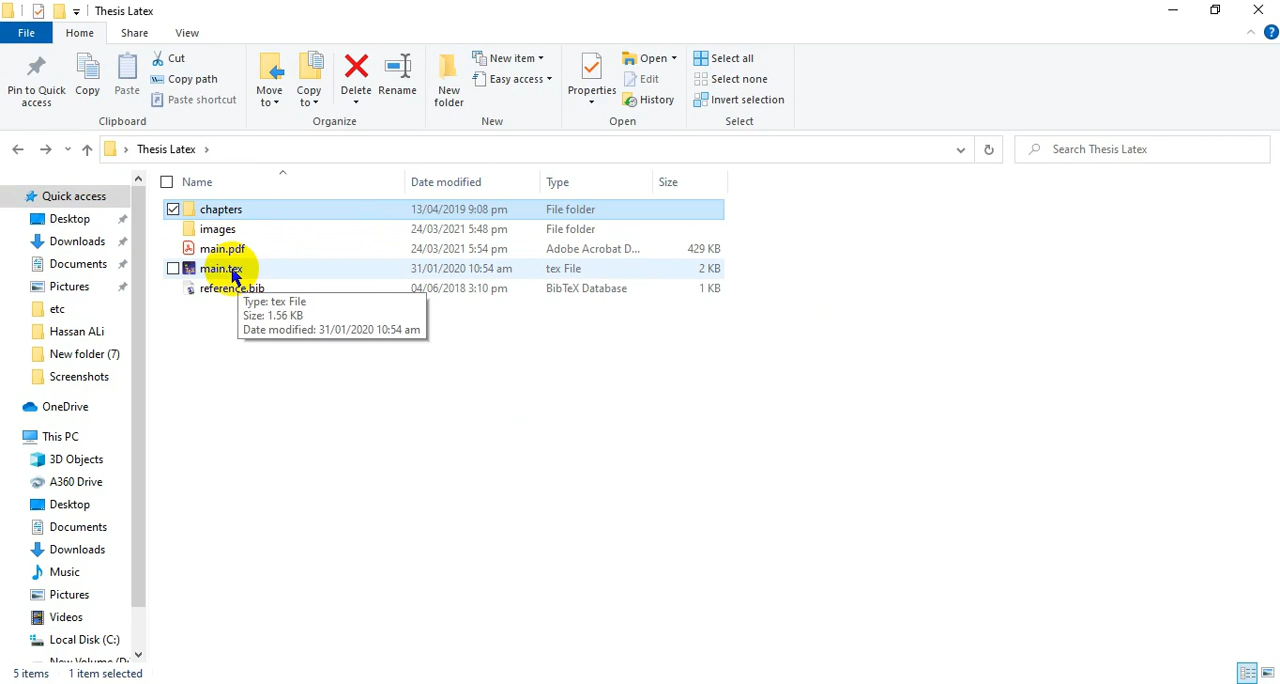 Thesis Latex
File Home Share View
Pin to Quick access
Copy
Paste
Cut
Copy path
Paste shortcut
Clipboard
Move to
Copy to
Delete
Rename
Organize
New folder
New item
Easy access
New
Properties
Open
Edit
History
Open
Select all
Select none
Invert selection
Select
Thesis Latex
Search Thesis Latex
Name Date modified Type Size
chapters 13/04/2019 9:08 pm File folder
images 24/03/2021 5:48 pm File folder
main.pdf 24/03/2021 5:54 pm Adobe Acrobat D... 429 KB
main.tex 31/01/2020 10:54 am tex File 2 KB
reference.bib 04/06/2018 3:10 pm BibTeX Database 1 KB
Type: tex File
Size: 1.56 KB
Date modified: 31/01/2020 10:54 am
Quick access
Desktop
Downloads
Documents
Pictures
etc
Hassan ALi
New folder (7)
Screenshots
OneDrive
This PC
3D Objects
A360 Drive
Desktop
Documents
Downloads
Music
Pictures
Videos
Local Disk (C:)
New Volume (D:
5 items 1 item selected